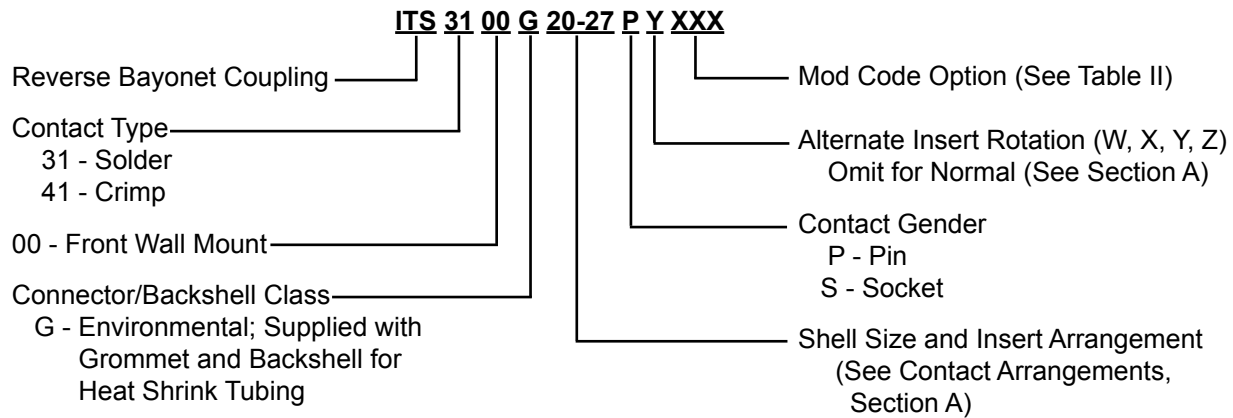 ITS 31 00 G 20-27 P Y XXX
Reverse Bayonet Coupling
Contact Type
31 - Solder
41 - Crimp
00 - Front Wall Mount
Connector/Backshell Class
G - Environmental; Supplied with
Grommet and Backshell for
Heat Shrink Tubing
Mod Code Option (See Table II)
Alternate Insert Rotation (W, X, Y, Z)
Omit for Normal (See Section A)
Contact Gender
P - Pin
S - Socket
Shell Size and Insert Arrangement
(See Contact Arrangements,
Section A)